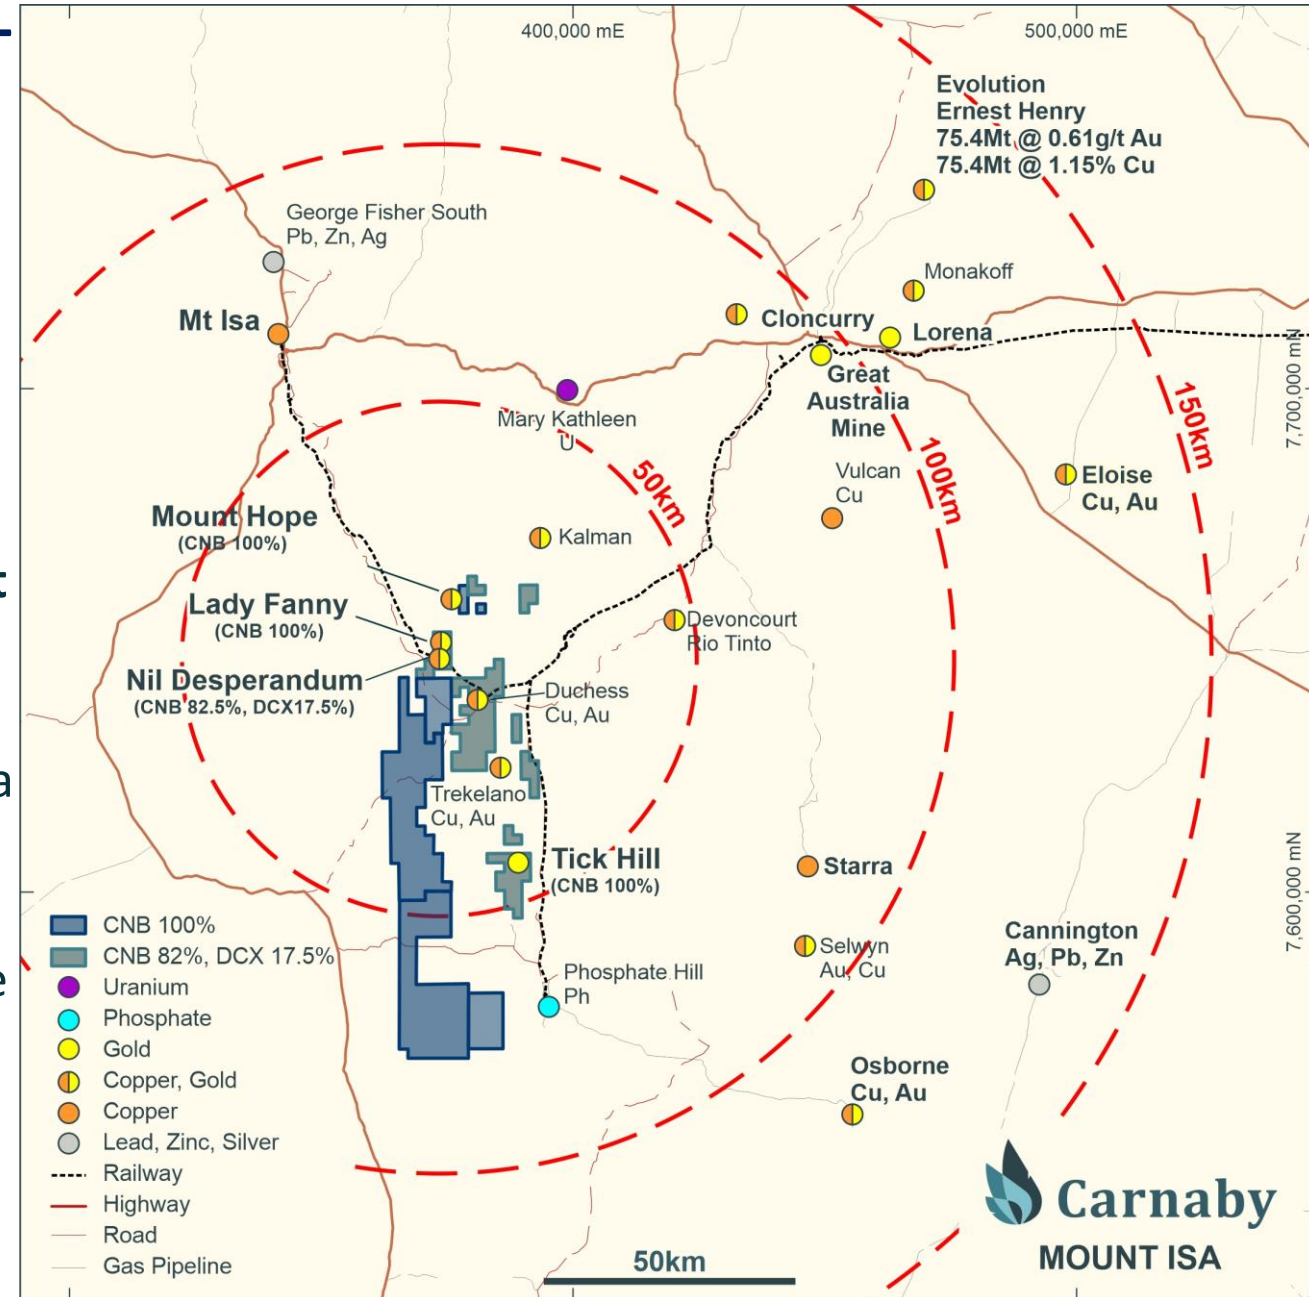 400,000 mE
500,000 mE
Evolution
Ernest Henry
75.4Mt @ 0.61g/t Au
75.4Mt @ 1.15% Cu
George Fisher South
Pb, Zn, Ag
Monakoff
Mt Isa
Cloncurry
Lorena
Great
Australia
Mine
7,700,000 mN
Mary Kathleen
U
150km
100km
50km
Vulcan
Cu
Eloise
Cu, Au
Mount Hope
(CNB 100%)
Kalman
t
Lady Fanny
(CNB 100%)
Devoncourt
Rio Tinto
Nil Desperandum
(CNB 82.5%, DCX17.5%)
Duchess
Cu, Au
a
Trekelano
Cu, Au
Tick Hill
(CNB 100%)
Starra
7,600,000 mN
Selwyn
Au, Cu
Cannington
Ag, Pb, Zn
e
Phosphate Hill
Ph
Osborne
Cu, Au
CNB 100%
CNB 82%, DCX 17.5%
Uranium
Phosphate
Gold
Copper, Gold
Copper
Lead, Zinc, Silver
Railway
Highway
Road
Gas Pipeline
50km
Carnaby
MOUNT ISA